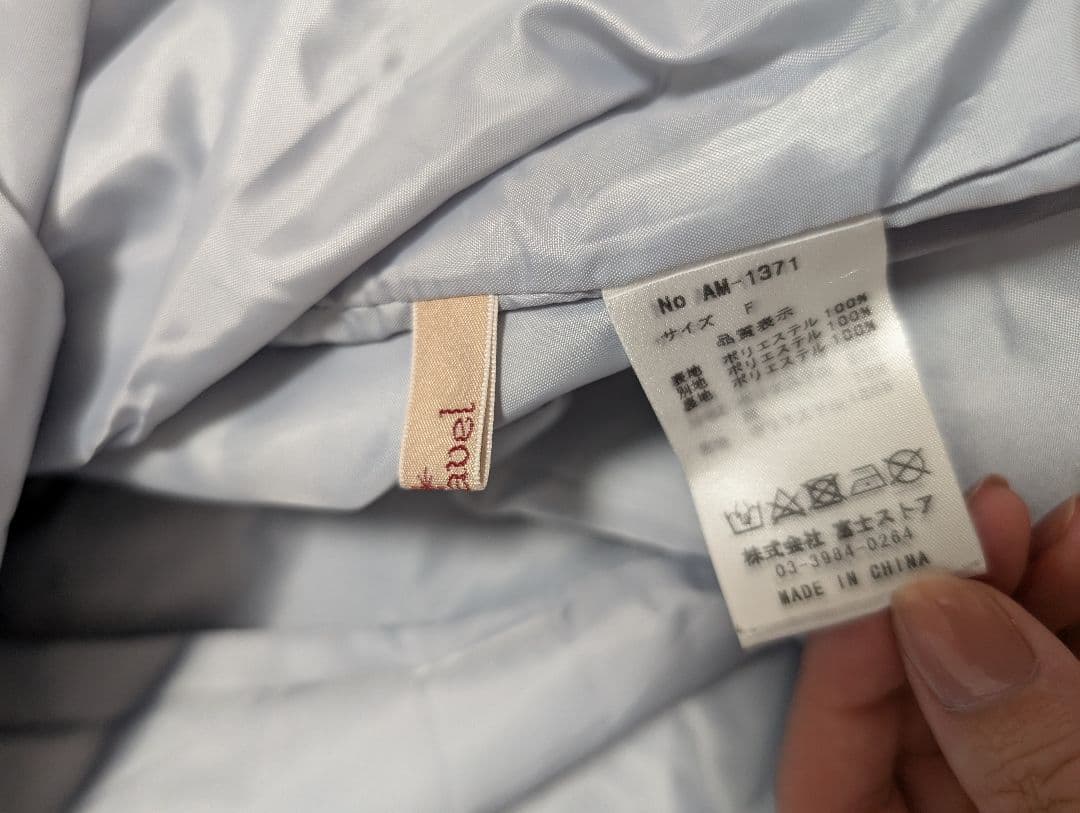 No AM-1371
サイズ F
品質表示
表地 ポリエステル 100%
別地 ポリエステル 100%
裏地 ポリエステル 100%
株式会社 富士ストア
03-3984-0264
MADE IN CHINA
avel